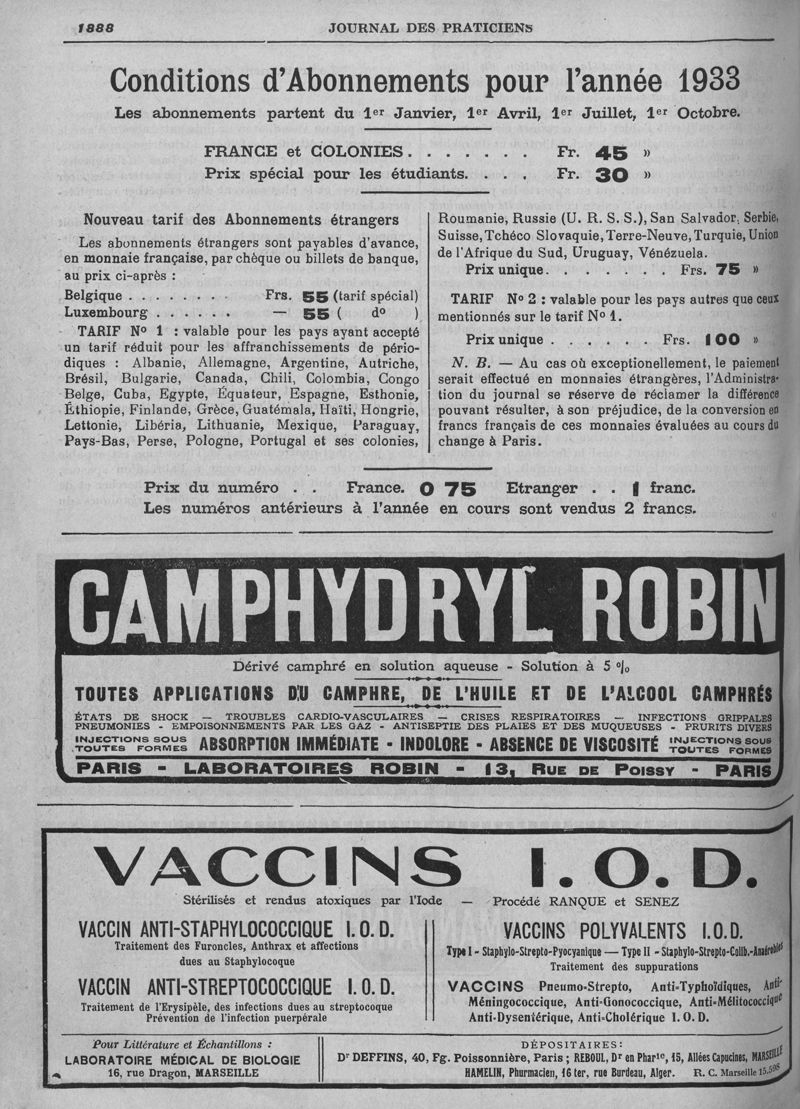 1888
JOURNAL DES PRATICIENS
Conditions d'Abonnements pour l'année 1933
Les abonnements partent du 1er Janvier, 1er Avril, 1er Juillet, 1er Octobre.
FRANCE et COLONIES. . . . . . . Fr. 45 »
Prix spécial pour les étudiants. . . . Fr. 30 »
Nouveau tarif des Abonnements étrangers
Les abonnements étrangers sont payables d'avance,
en monnaie française, par chèque ou billets de banque,
au prix ci-après :
Belgique . . . . . . . . Frs. 55 (tarif spécial)
Luxembourg . . . . . . — 55 ( do )
TARIF No 1 : valable pour les pays ayant accepté
un tarif réduit pour les affranchissements de pério-
diques : Albanie, Allemagne, Argentine, Autriche,
Brésil, Bulgarie, Canada, Chili, Colombia, Congo
Belge, Cuba, Egypte, Équateur, Espagne, Esthonie,
Éthiopie, Finlande, Grèce, Guatémala, Haïti, Hongrie,
Lettonie, Libéria, Lithuanie, Mexique, Paraguay,
Pays-Bas, Perse, Pologne, Portugal et ses colonies,
Roumanie, Russie (U. R. S. S.), San Salvador, Serbie,
Suisse, Tchéco Slovaquie, Terre-Neuve, Turquie, Union
de l'Afrique du Sud, Uruguay, Vénézuela.
Prix unique. . . . . . . Frs. 75 »
TARIF No 2 : valable pour les pays autres que ceux
mentionnés sur le tarif No 1.
Prix unique . . . . . . Frs. 100 »
N. B. — Au cas où exceptionellement, le paiement
serait effectué en monnaies étrangères, l'Administra-
tion du journal se réserve de réclamer la différence
pouvant résulter, à son préjudice, de la conversion en
francs français de ces monnaies évaluées au cours du
change à Paris.
Prix du numéro . . France. 0 75 Etranger . . 1 franc.
Les numéros antérieurs à l'année en cours sont vendus 2 francs.
CAMPHYDRYL ROBIN
Dérivé camphré en solution aqueuse - Solution à 5 %
TOUTES APPLICATIONS DU CAMPHRE, DE L'HUILE ET DE L'ALCOOL CAMPHRÉS
ÉTATS DE SHOCK — TROUBLES CARDIO-VASCULAIRES — CRISES RESPIRATOIRES — INFECTIONS GRIPPALES
PNEUMONIES - EMPOISONNEMENTS PAR LES GAZ - ANTISEPTIE DES PLAIES ET DES MUQUEUSES - PRURITS DIVERS
INJECTIONS SOUS TOUTES FORMES ABSORPTION IMMÉDIATE - INDOLORE - ABSENCE DE VISCOSITÉ INJECTIONS SOUS TOUTES FORMES
PARIS - LABORATOIRES ROBIN - 13, RUE DE POISSY - PARIS
VACCINS I. O. D.
Stérilisés et rendus atoxiques par l'Iode — Procédé RANQUE et SENEZ
VACCIN ANTI-STAPHYLOCOCCIQUE I. O. D.
Traitement des Furoncles, Anthrax et affections
dues au Staphylocoque
VACCIN ANTI-STREPTOCOCCIQUE I. O. D.
Traitement de l'Erysipèle, des infections dues au streptocoque
Prévention de l'infection puerpérale
VACCINS POLYVALENTS I.O.D.
Type I - Staphylo-Strepto-Pyocyanique — Type II - Staphylo-Strepto-Colib.-Anaérobies
Traitement des suppurations
VACCINS Pneumo-Strepto, Anti-Typhoïdiques, Anti-
Méningococcique, Anti-Gonococcique, Anti-Mélitococcique
Anti-Dysentérique, Anti-Cholérique I. O. D.
Pour Littérature et Échantillons :
LABORATOIRE MÉDICAL DE BIOLOGIE
16, rue Dragon, MARSEILLE
DÉPOSITAIRES:
Dr DEFFINS, 40, Fg. Poissonnière, Paris ; REBOUL, Dr en Phar1e, 15, Allées Capucines, MARSEILLE
HAMELIN, Phurmacien, 16 ter, rue Burdeau, Alger. R. C. Marseille 15.598